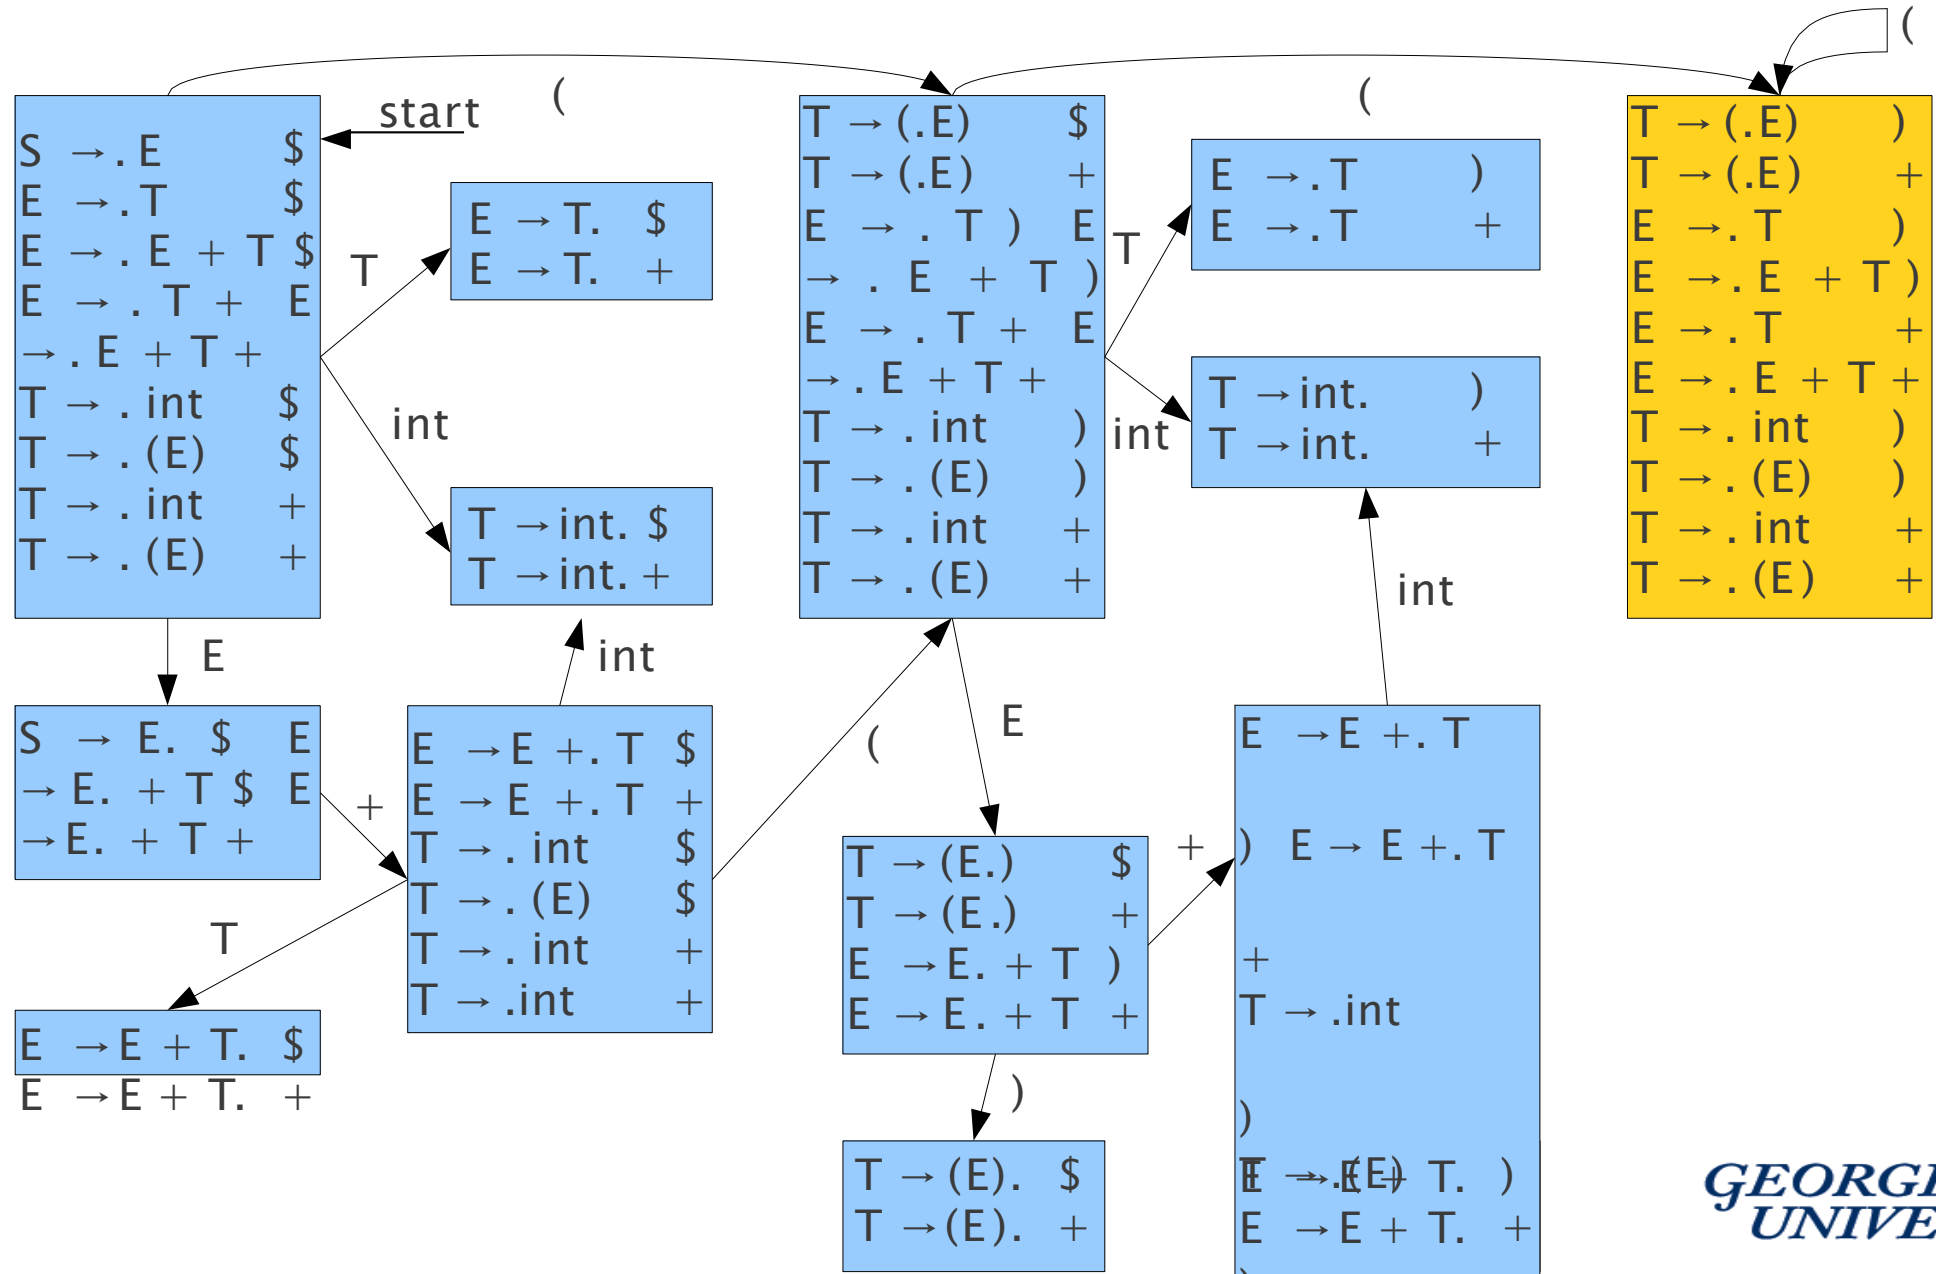 (
(
(
start
S → . E $
E → . T $
E → . E + T $
E → . T + E
→ . E + T +
T → . int $
T → . (E) $
T → . int +
T → . (E) +
T
E → T. $
E → T. +
int
T → int. $
T → int. +
E
int
S → E. $ E
→ E. + T $ E
→ E. + T +
+
E → E +. T $
E → E +. T +
T → . int $
T → . (E) $
T → . int +
T → .int +
T
E → E + T. $
E → E + T. +
(
T → (.E) $
T → (.E) +
E → . T ) E
→ . E + T )
E → . T + E
→ . E + T +
T → . int )
T → . (E) )
T → . int +
T → . (E) +
T
E → . T )
E → . T +
int
T → int. )
T → int. +
int
E
T → (E.) $
T → (E.) +
E → E. + T )
E → E. + T +
)
T → (E). $
T → (E). +
+
E → E +. T
) E → E +. T
+
T → .int
)
T → .(E)
E → E + T. )
E → E + T. +
T → (.E) )
T → (.E) +
E → . T )
E → . E + T )
E → . T +
E → . E + T +
T → . int )
T → . (E) )
T → . int +
T → . (E) +